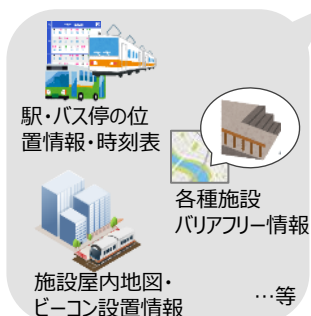 駅・バス停の位
置情報・時刻表
各種施設
バリアフリー情報
施設屋内地図・
ビーコン設置情報
…等